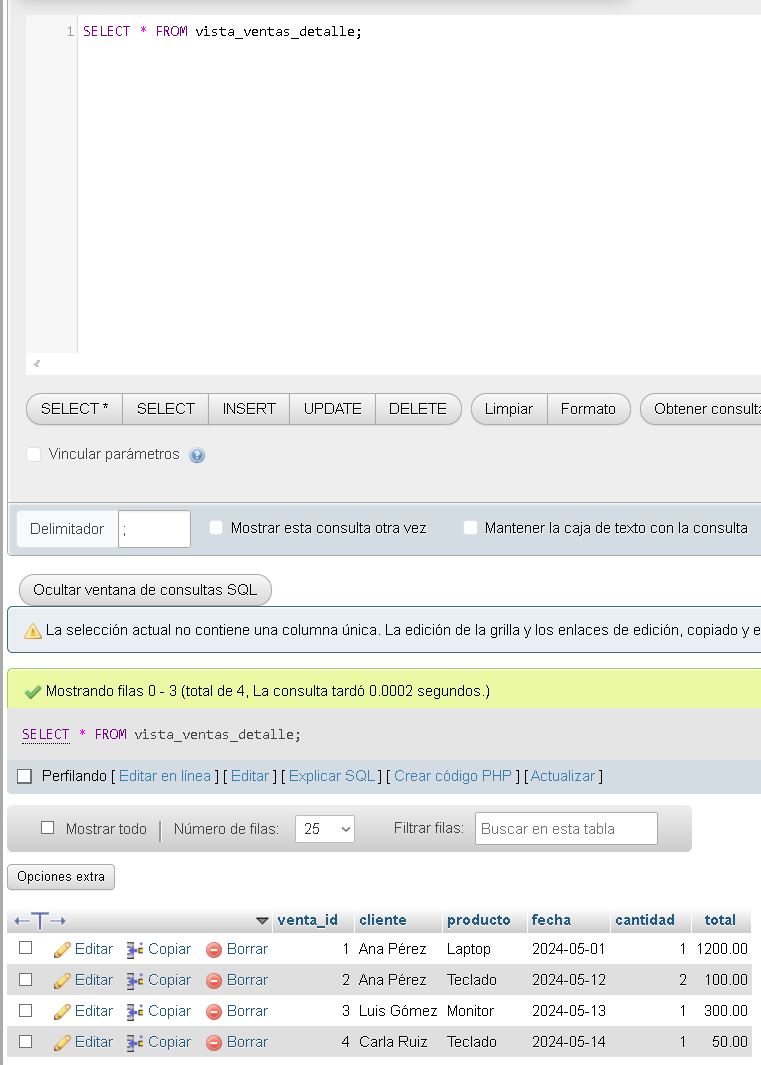 1 SELECT * FROM vista_ventas_detalle;
SELECT * SELECT INSERT UPDATE DELETE Limpiar Formato Obtener
Vincular parámetros
Delimitador ; Mostrar esta consulta otra vez Mantener la caja de texto con la consulta
Ocultar ventana de consultas SQL
La selección actual no contiene una columna única. La edición de la grilla y los enlaces de edición, copiado y
Mostrando filas 0 - 3 (total de 4, La consulta tardó 0.0002 segundos.)
SELECT * FROM vista_ventas_detalle;
Perfilando [ Editar en línea ] [ Editar ] [ Explicar SQL ] [ Crear código PHP ] [ Actualizar ]
Mostrar todo | Número de filas: 25 Filtrar filas: Buscar en esta tabla
Opciones extra
←T→ venta_id cliente producto fecha cantidad total
Editar Copiar Borrar 1 Ana Pérez Laptop 2024-05-01 1 1200.00
Editar Copiar Borrar 2 Ana Pérez Teclado 2024-05-12 2 100.00
Editar Copiar Borrar 3 Luis Gómez Monitor 2024-05-13 1 300.00
Editar Copiar Borrar 4 Carla Ruiz Teclado 2024-05-14 1 50.00